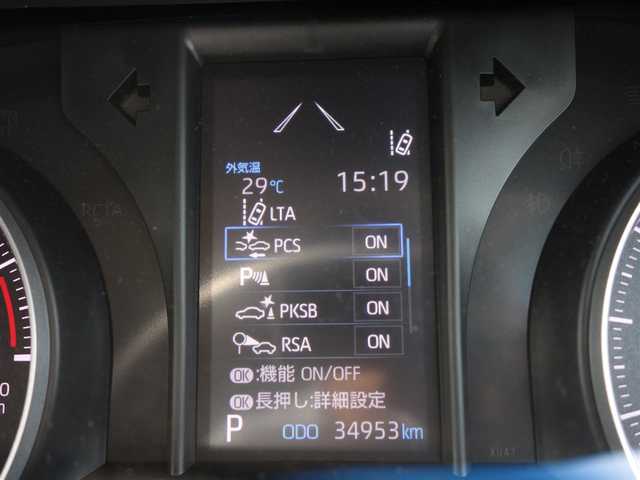 外気温
29℃ 15:19
LTA
PCS ON
P ON
PKSB ON
RSA ON
OK:機能 ON/OFF
OK長押し:詳細設定
P ODO 34953km
RCTA